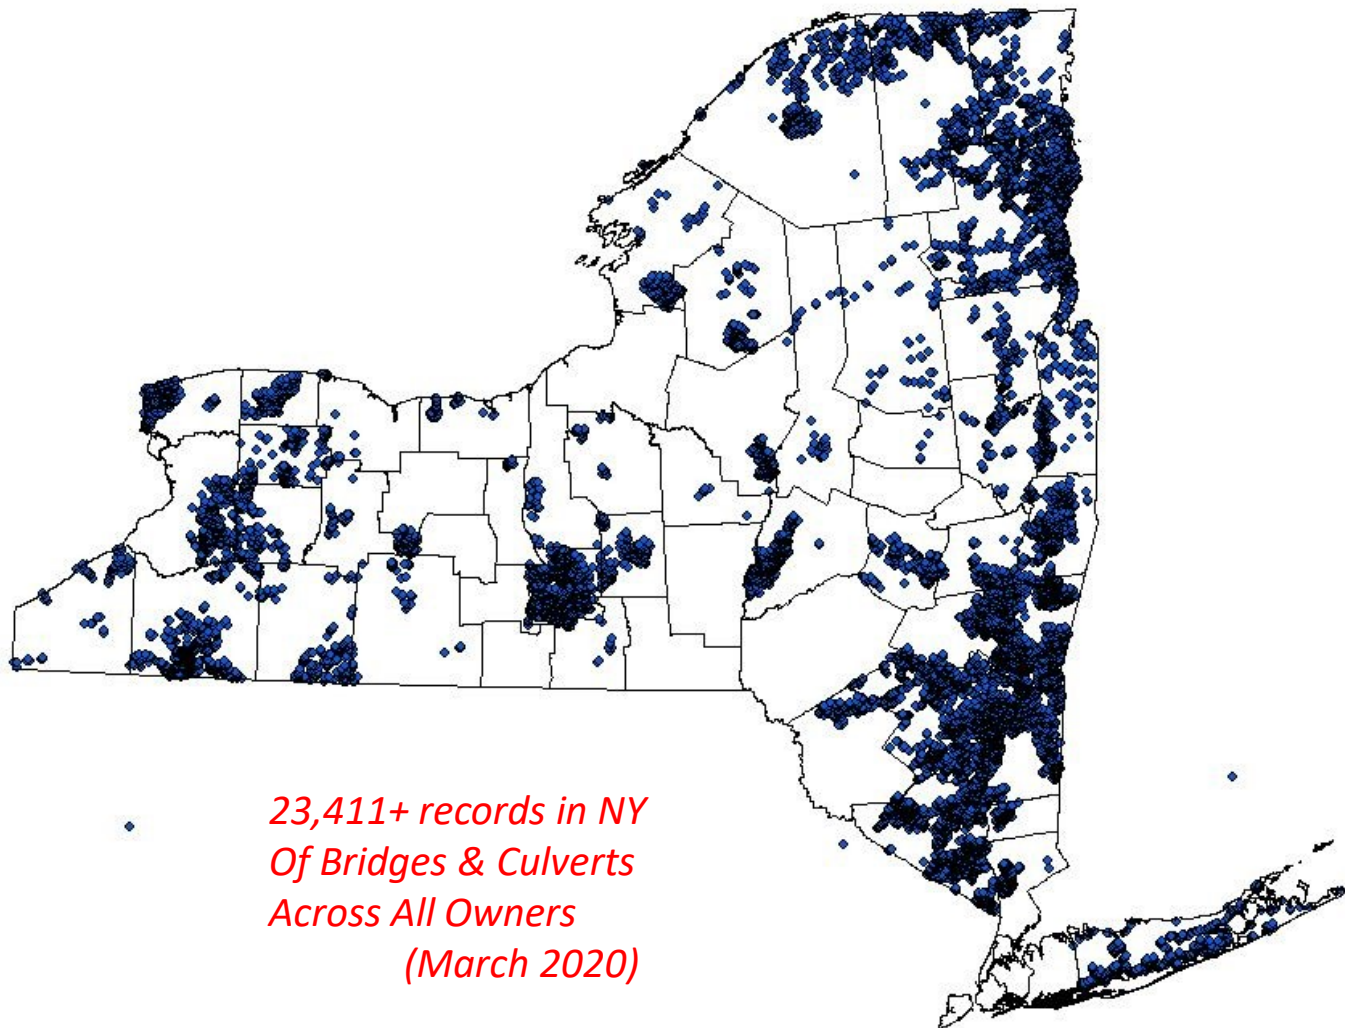 23,411+ records in NY
Of Bridges & Culverts
Across All Owners
(March 2020)